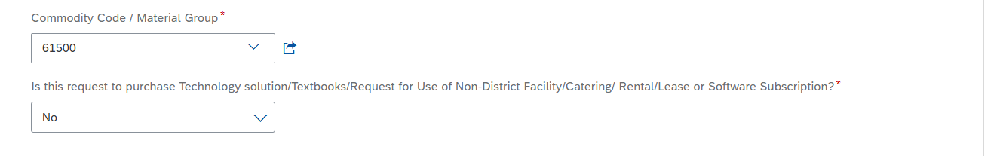 Commodity Code / Material Group*
61500
Is this request to purchase Technology solution/Textbooks/Request for Use of Non-District Facility/Catering/ Rental/Lease or Software Subscription?*
No